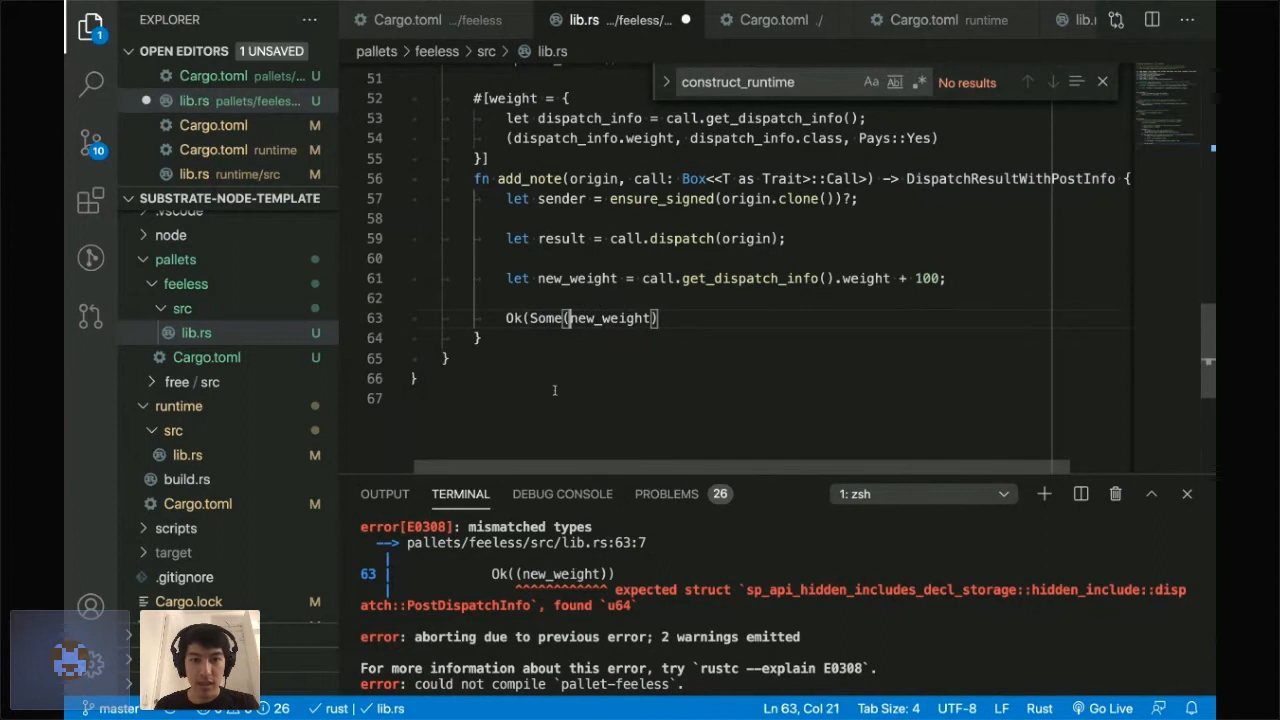 EXPLORER
OPEN EDITORS 1 UNSAVED
Cargo.toml pallets/... U
lib.rs pallets/feeles... U
Cargo.toml M
Cargo.toml runtime M
lib.rs runtime/src M
SUBSTRATE-NODE-TEMPLATE
.vscode
node
pallets
feeless
src
lib.rs U
Cargo.toml U
free / src
runtime
src
lib.rs M
build.rs
Cargo.toml M
scripts
target
.gitignore
Cargo.lock M
1
10
Cargo.toml .../feeless
lib.rs .../feeless/...
Cargo.toml ./
Cargo.toml runtime
lib.
pallets > feeless > src > lib.rs
construct_runtime
Aa
No results
51
52 #[weight = {
53 let dispatch_info = call.get_dispatch_info();
54 (dispatch_info.weight, dispatch_info.class, Pays::Yes)
55 }]
56 fn add_note(origin, call: Box<<T as Trait>::Call>) -> DispatchResultWithPostInfo {
57 let sender = ensure_signed(origin.clone())?;
58
59 let result = call.dispatch(origin);
60
61 let new_weight = call.get_dispatch_info().weight + 100;
62
63 Ok(Some(new_weight)
64 }
65 }
66 }
67
OUTPUT TERMINAL DEBUG CONSOLE PROBLEMS 26 1: zsh
error[E0308]: mismatched types
--> pallets/feeless/src/lib.rs:63:7
|
63 | Ok((new_weight))
| ^^^^^^^^^^^^ expected struct `sp_api_hidden_includes_decl_storage::hidden_include::disp
atch::PostDispatchInfo`, found `u64`
error: aborting due to previous error; 2 warnings emitted
For more information about this error, try `rustc --explain E0308`.
error: could not compile `pallet-feeless`.
master 26 rust | lib.rs Ln 63, Col 21 Tab Size: 4 UTF-8 LF Rust Go Live